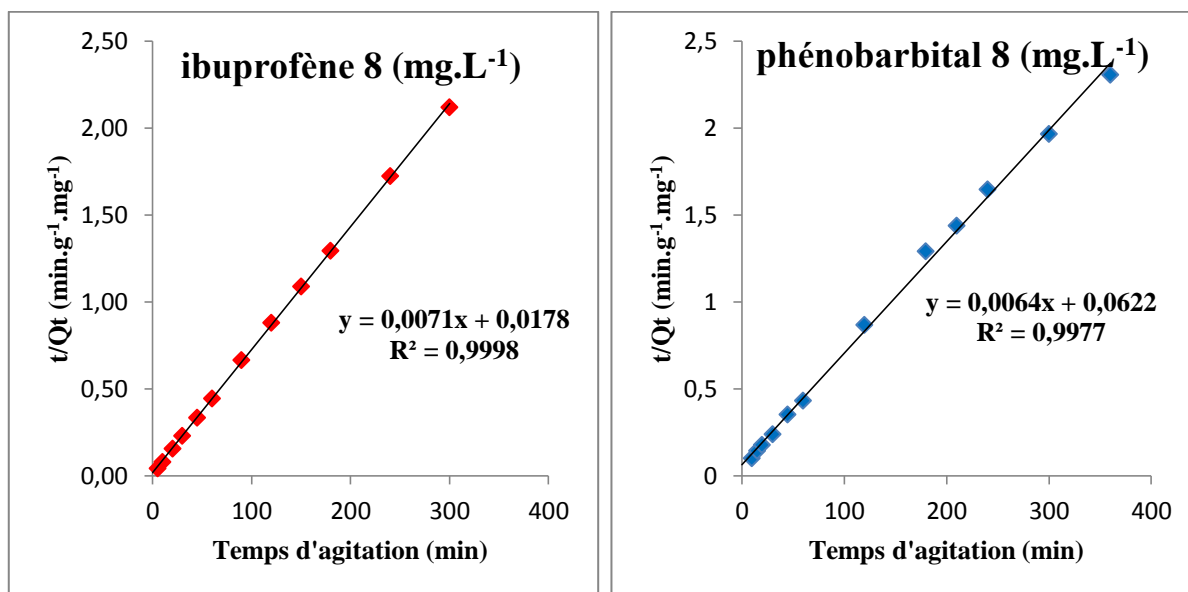 ibuprofène 8 (mg.L-1)
t/Qt (min.g-1.mg-1)
2,50
2,00
1,50
1,00
0,50
0,00
y = 0,0071x + 0,0178
R² = 0,9998
0 100 200 300 400
Temps d'agitation (min)
phénobarbital 8 (mg.L-1)
t/Qt (min.g-1.mg-1)
2,5
2
1,5
1
0,5
0
y = 0,0064x + 0,0622
R² = 0,9977
0 100 200 300 400
Temps d'agitation (min)